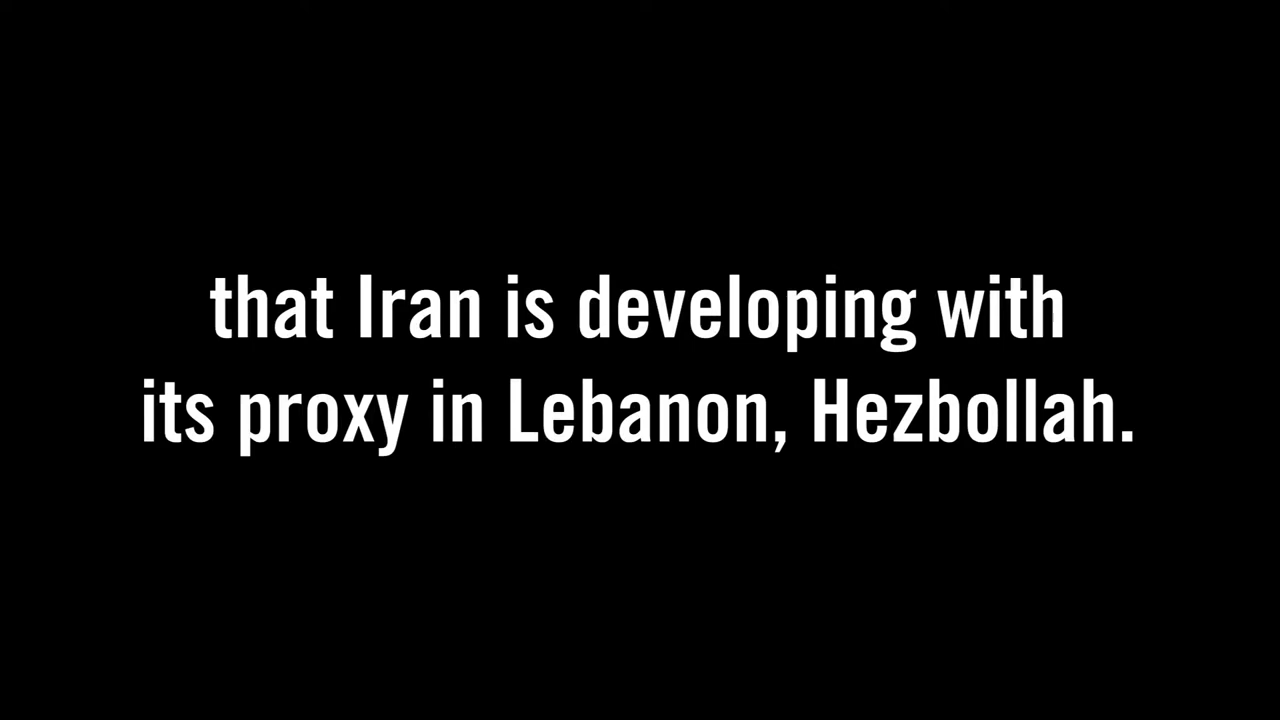 that Iran is developing with
its proxy in Lebanon, Hezbollah.